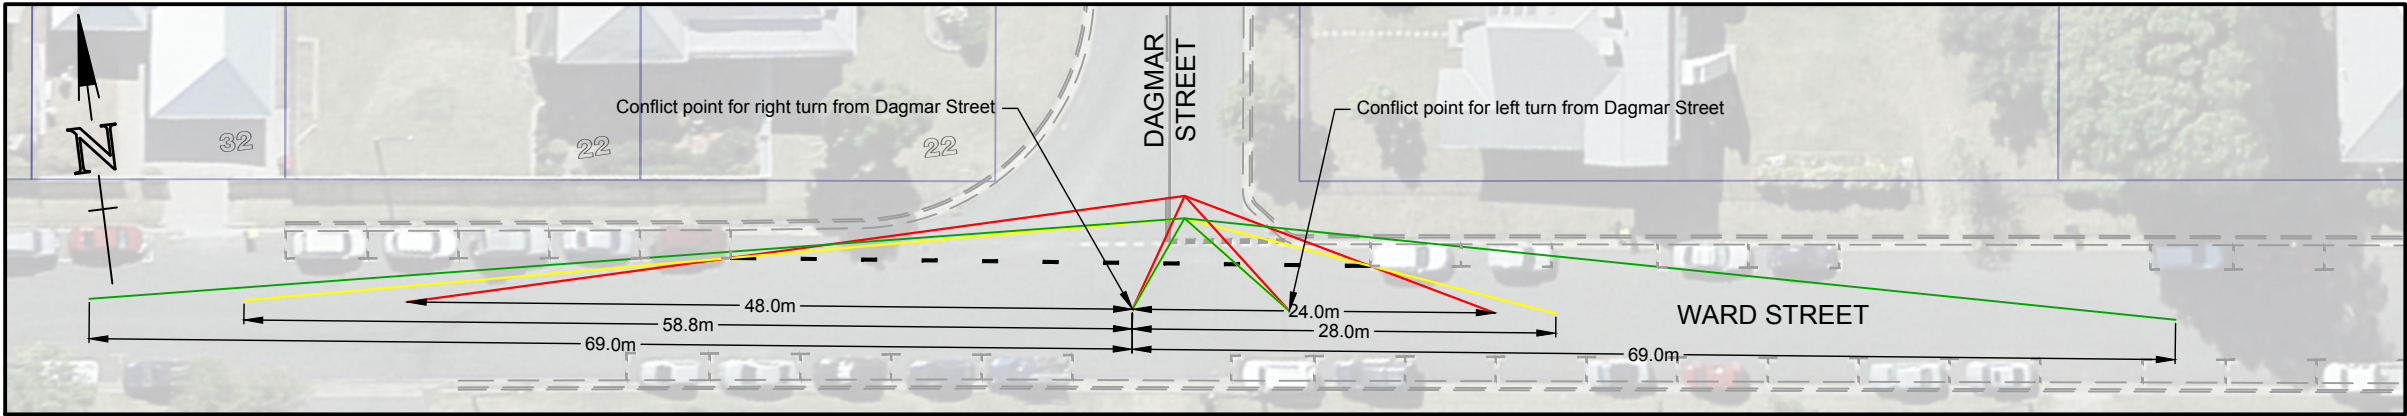 DAGMAR
STREET
Conflict point for right turn from Dagmar Street
Conflict point for left turn from Dagmar Street
N
32
22
22
48.0m
24.0m
WARD STREET
58.8m
28.0m
69.0m
69.0m